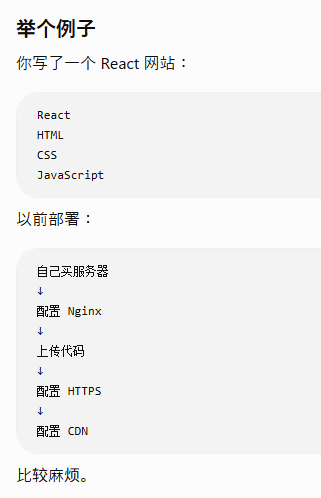 举个例子
你写了一个 React 网站：
React
HTML
CSS
JavaScript
以前部署：
自己买服务器
↓
配置 Nginx
↓
上传代码
↓
配置 HTTPS
↓
配置 CDN
比较麻烦。